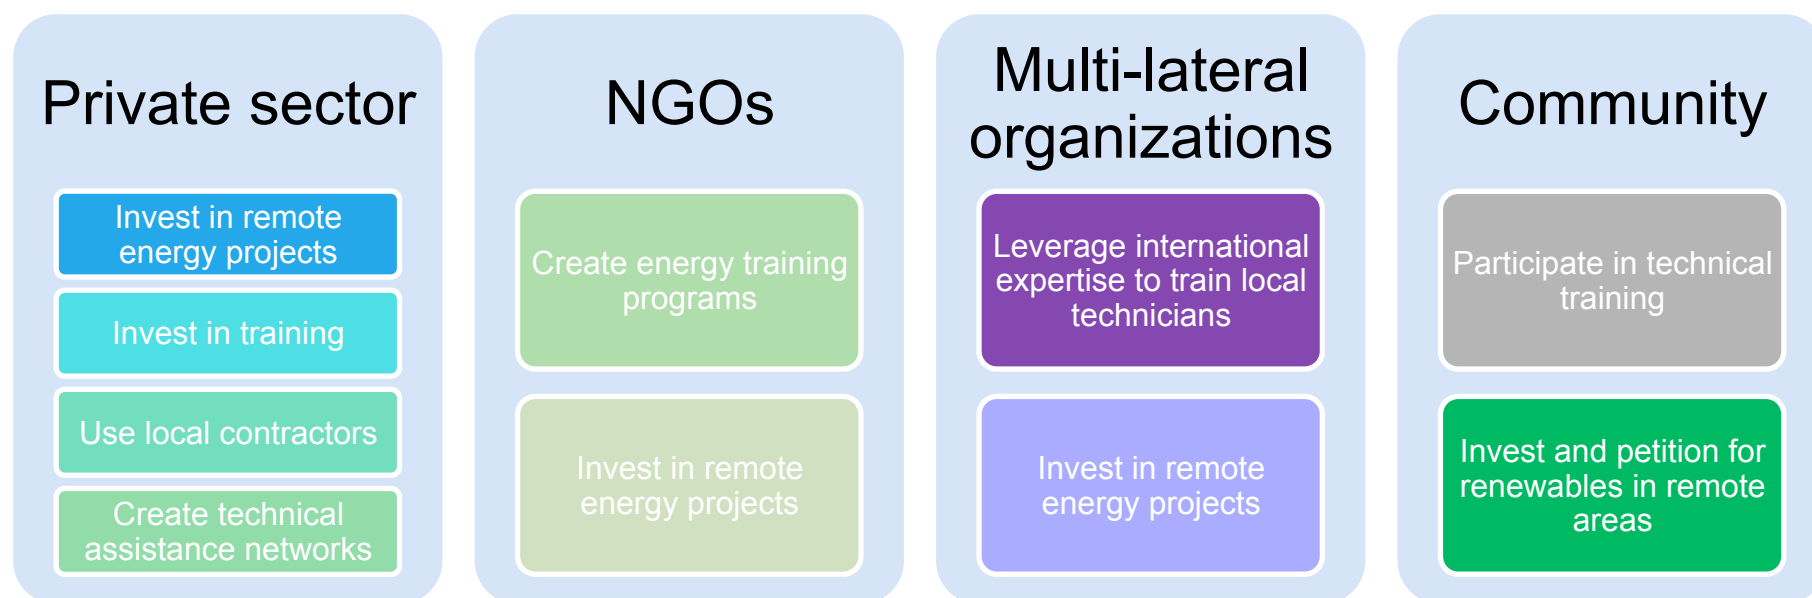 Private sector
Invest in remote
energy projects
Invest in training
Use local contractors
Create technical
assistance networks
NGOs
Create energy training
programs
Invest in remote
energy projects
Multi-lateral
organizations
Leverage international
expertise to train local
technicians
Invest in remote
energy projects
Community
Participate in technical
training
Invest and petition for
renewables in remote
areas